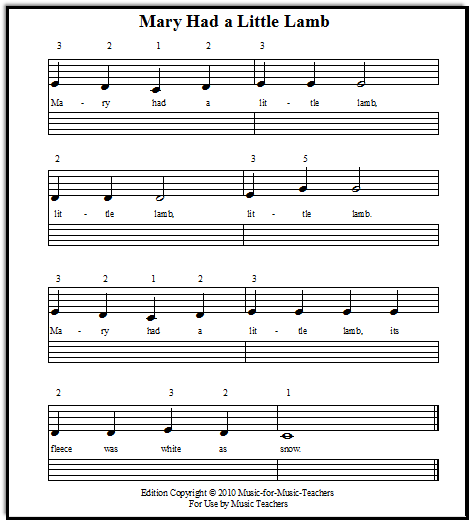 Mary Had a Little Lamb
3 2 1 2 3
Ma - ry had a lit - tle lamb,
2 3 5
lit - tle lamb, lit - tle lamb.
3 2 1 2 3
Ma - ry had a lit - tle lamb, its
2 3 2 1
fleece was white as snow.
Edition Copyright © 2010 Music-for-Music-Teachers
For Use by Music Teachers